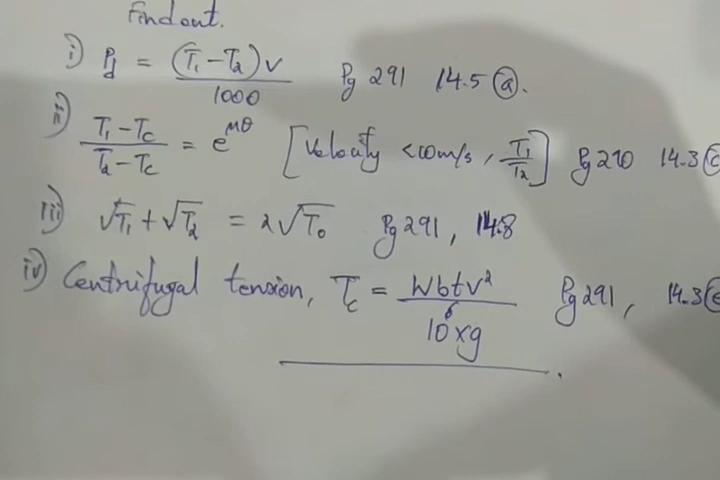 Find out.
i) Pd = (T₁ - T₂) v / 1000 Pg 291 14.5 (a).
ii) T₁ - Tc / T₂ - Tc = e^μθ [Velocity < 10 m/s, T₁/T₂] Pg 290 14.3 (c
iii) √T₁ + √T₂ = 2√T₀ Pg 291, 14.8
iv) Centrifugal tension, Tc = Wbtv² / 10⁶ x g Pg 291, 14.3 (e